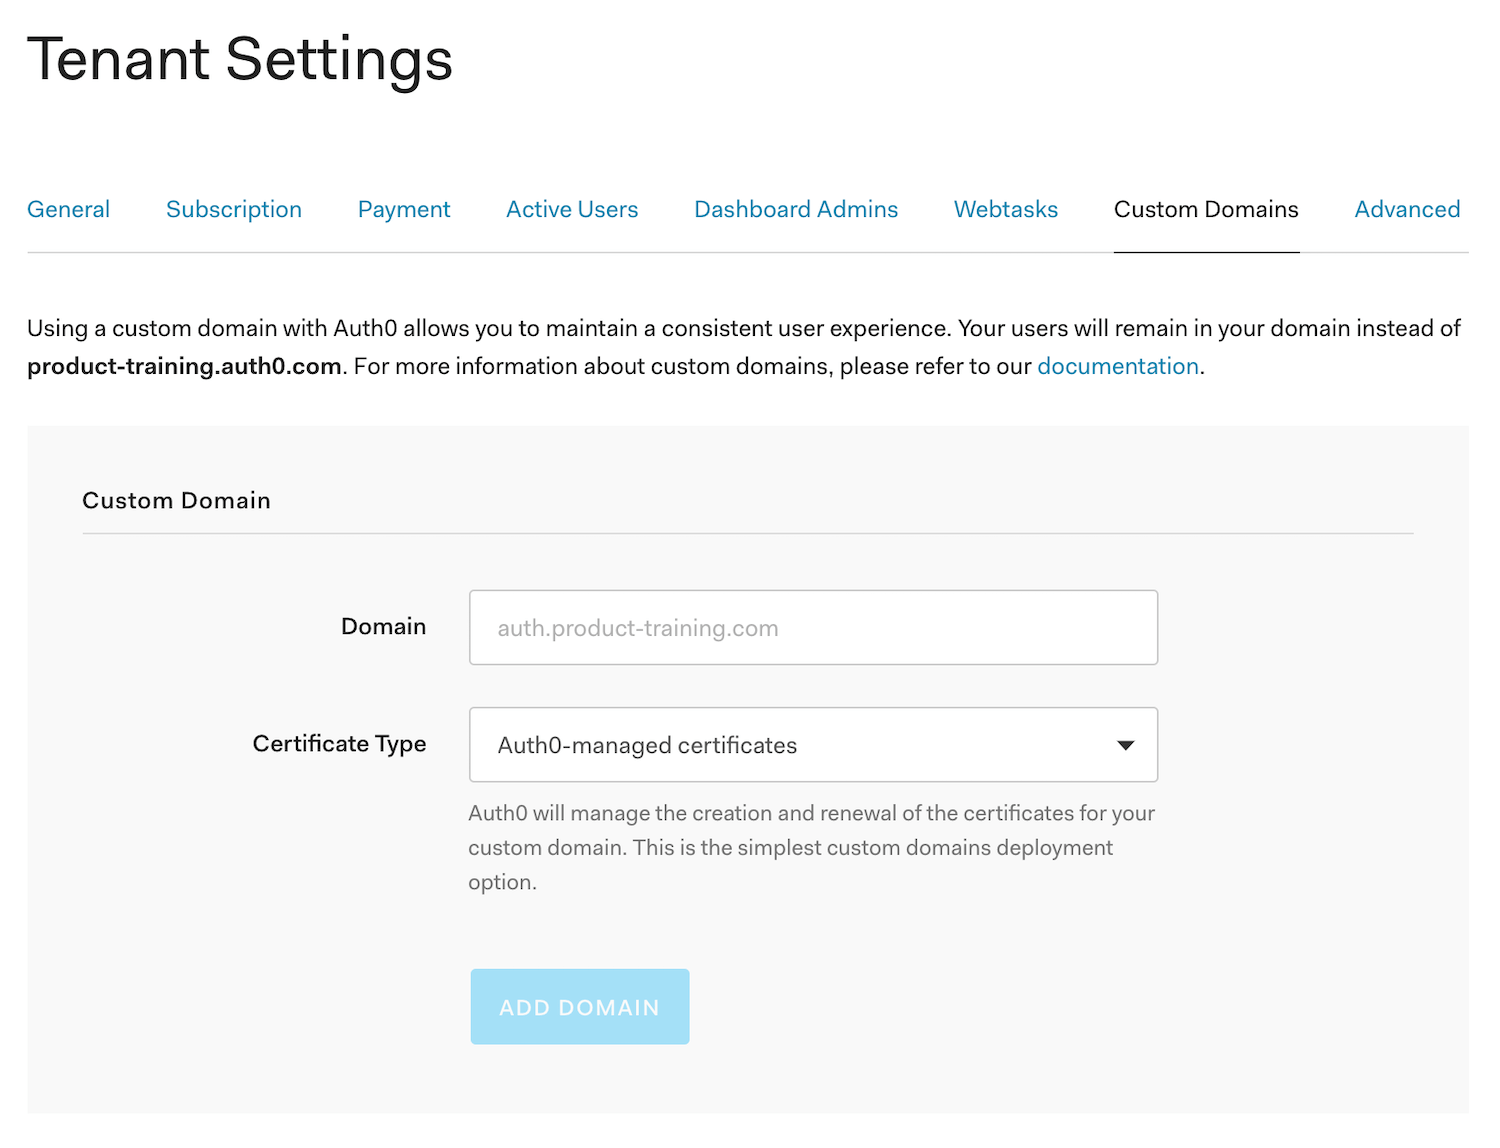 Tenant Settings
General Subscription Payment Active Users Dashboard Admins Webtasks Custom Domains Advanced
Using a custom domain with Auth0 allows you to maintain a consistent user experience. Your users will remain in your domain instead of
product-training.auth0.com. For more information about custom domains, please refer to our documentation.
Custom Domain
Domain auth.product-training.com
Certificate Type Auth0-managed certificates
Auth0 will manage the creation and renewal of the certificates for your
custom domain. This is the simplest custom domains deployment
option.
ADD DOMAIN